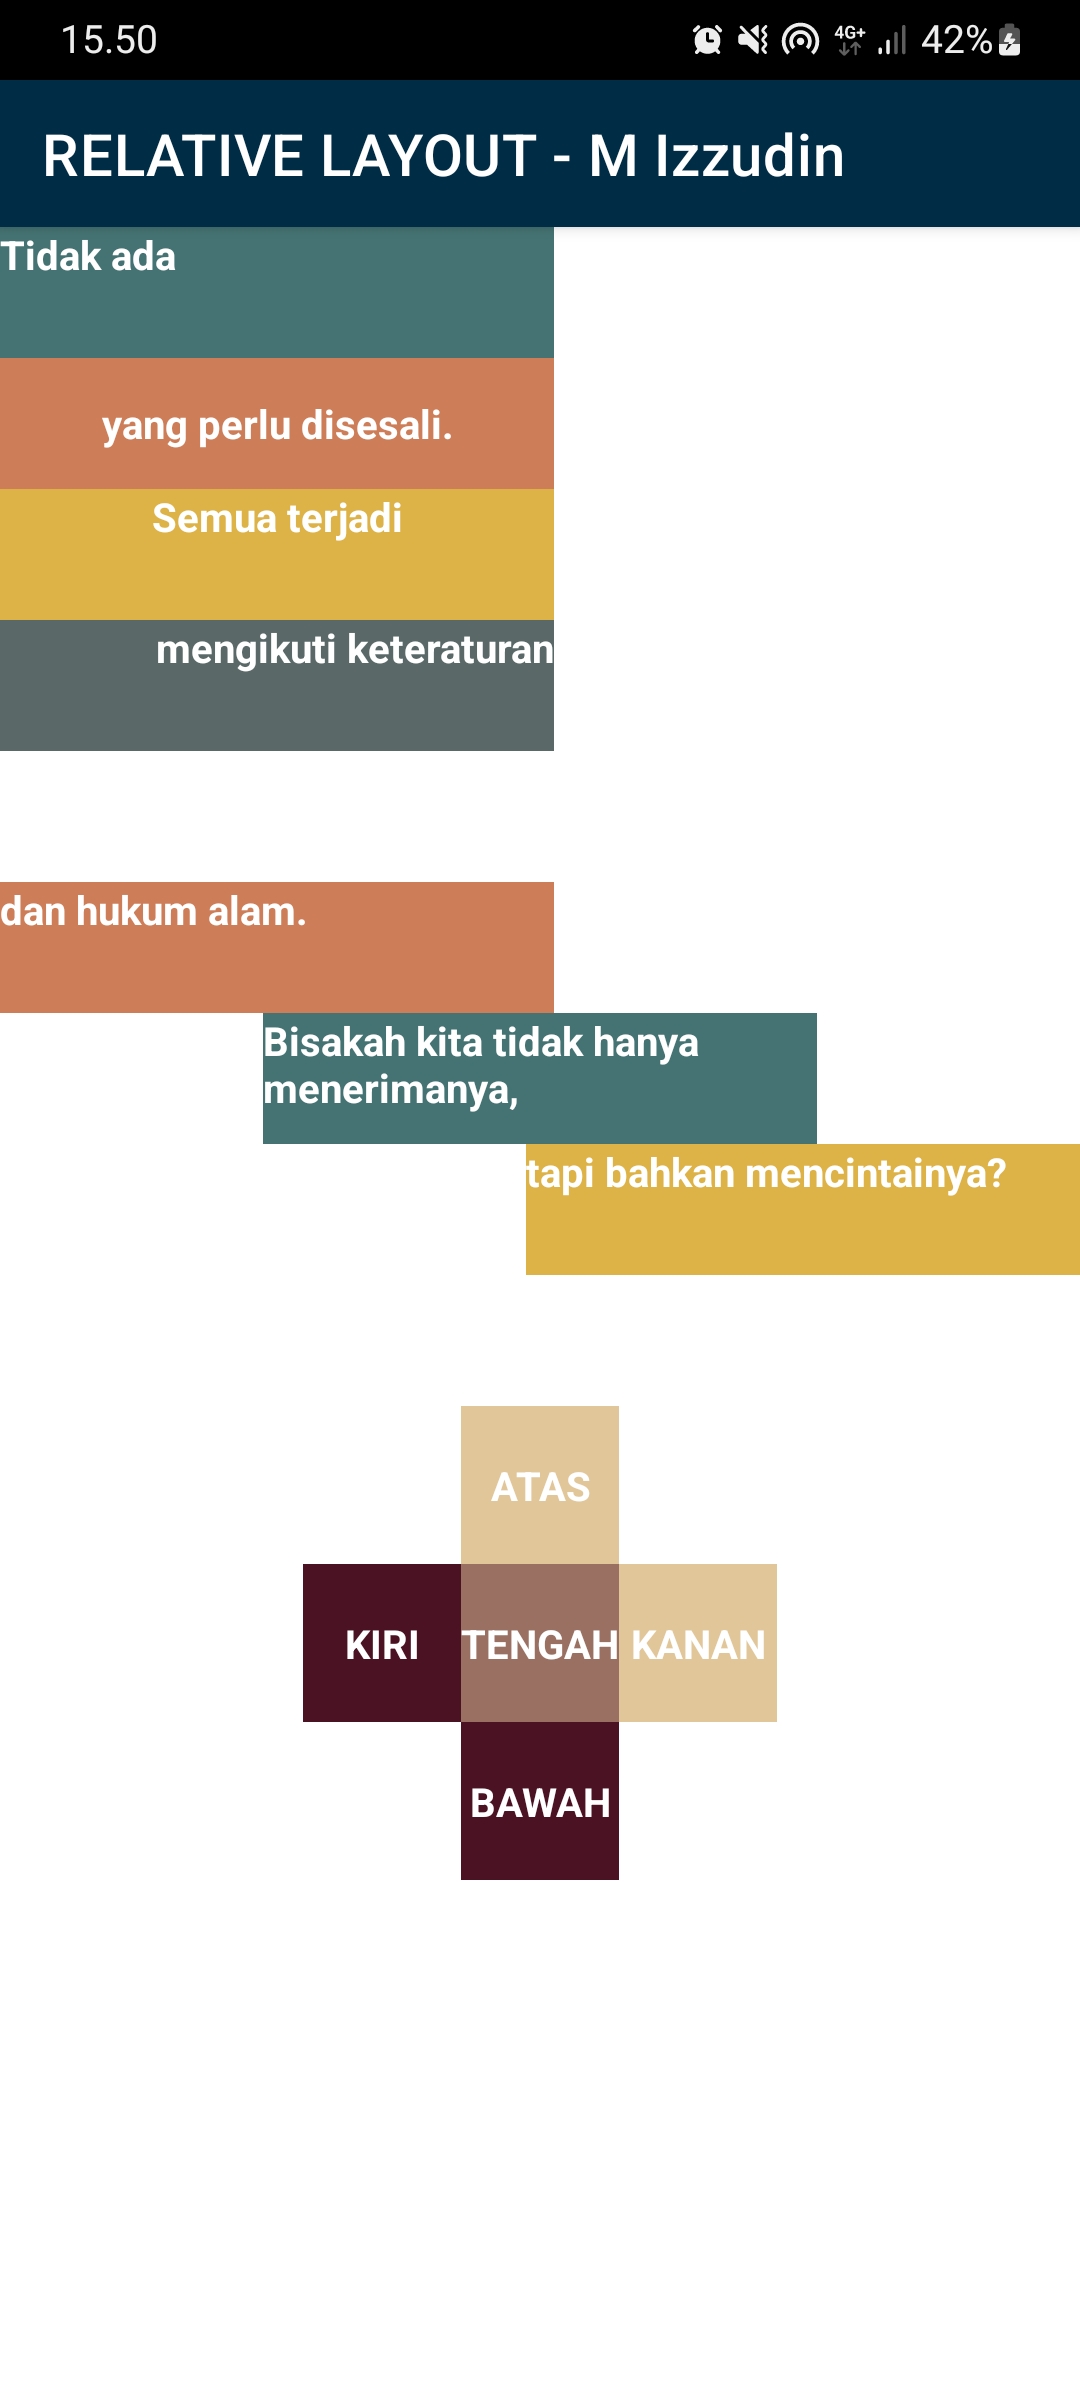 15.50
4G+
42%
RELATIVE LAYOUT - M Izzudin
Tidak ada
yang perlu disesali.
Semua terjadi
mengikuti keteraturan
dan hukum alam.
Bisakah kita tidak hanya
menerimanya,
tapi bahkan mencintainya?
ATAS
KIRI TENGAH KANAN
BAWAH